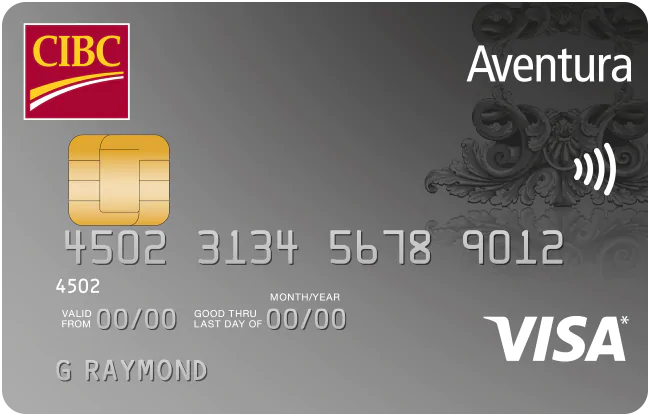 CIBC
Aventura
4502 3134 5678 9012
4502
MONTH/YEAR
VALID FROM 00/00 GOOD THRU LAST DAY OF 00/00
VISA*
G RAYMOND